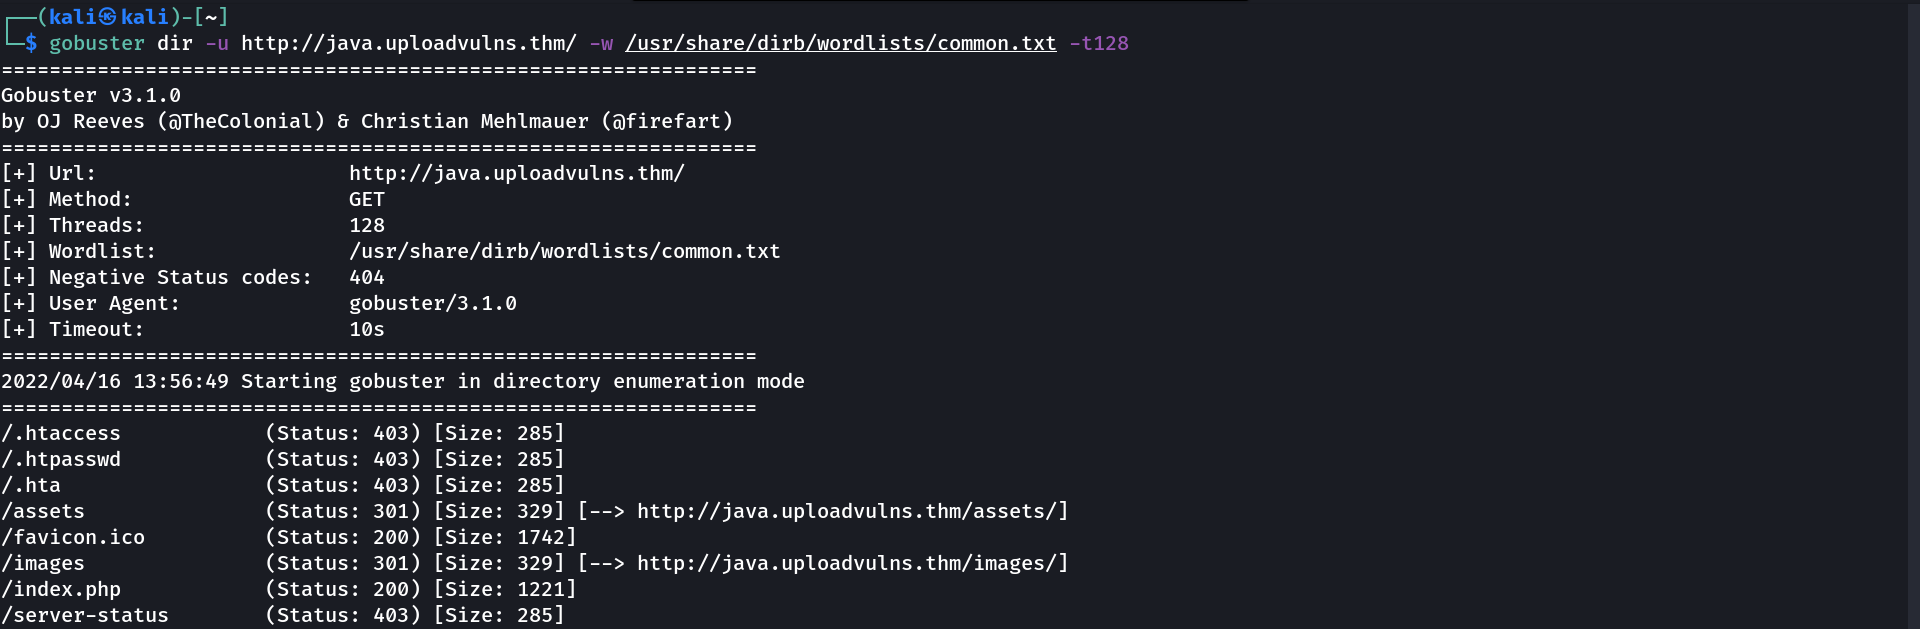 ┌──(kali㉿kali)-[~]
└─$ gobuster dir -u http://java.uploadvulns.thm/ -w /usr/share/dirb/wordlists/common.txt -t128
===============================================================
Gobuster v3.1.0
by OJ Reeves (@TheColonial) & Christian Mehlmauer (@firefart)
===============================================================
[+] Url:                     http://java.uploadvulns.thm/
[+] Method:                  GET
[+] Threads:                 128
[+] Wordlist:                /usr/share/dirb/wordlists/common.txt
[+] Negative Status codes:   404
[+] User Agent:              gobuster/3.1.0
[+] Timeout:                 10s
===============================================================
2022/04/16 13:56:49 Starting gobuster in directory enumeration mode
===============================================================
/.htaccess            (Status: 403) [Size: 285]
/.htpasswd            (Status: 403) [Size: 285]
/.hta                 (Status: 403) [Size: 285]
/assets               (Status: 301) [Size: 329] [--> http://java.uploadvulns.thm/assets/]
/favicon.ico          (Status: 200) [Size: 1742]
/images               (Status: 301) [Size: 329] [--> http://java.uploadvulns.thm/images/]
/index.php            (Status: 200) [Size: 1221]
/server-status        (Status: 403) [Size: 285]